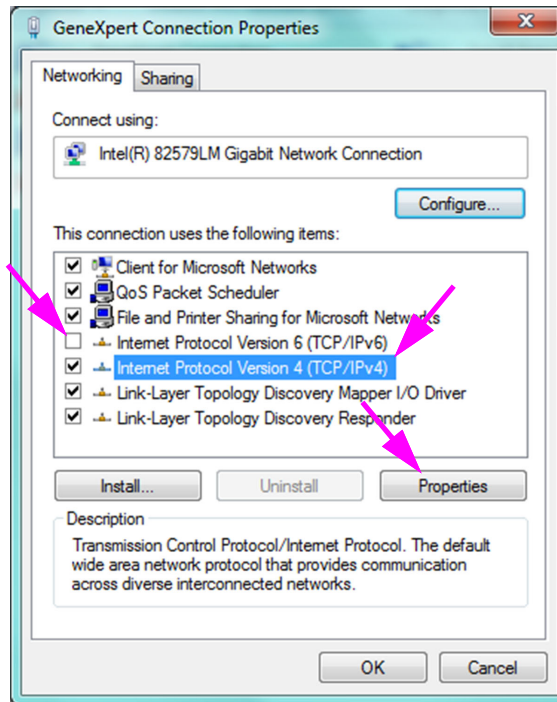 GeneXpert Connection Properties
Networking
Sharing
Connect using:
Intel(R) 82579LM Gigabit Network Connection
Configure...
This connection uses the following items:
Client for Microsoft Networks
QoS Packet Scheduler
File and Printer Sharing for Microsoft Networks
Internet Protocol Version 6 (TCP/IPv6)
Internet Protocol Version 4 (TCP/IPv4)
Link-Layer Topology Discovery Mapper I/O Driver
Link-Layer Topology Discovery Responder
Install...
Uninstall
Properties
Description
Transmission Control Protocol/Internet Protocol. The default
wide area network protocol that provides communication
across diverse interconnected networks.
OK
Cancel